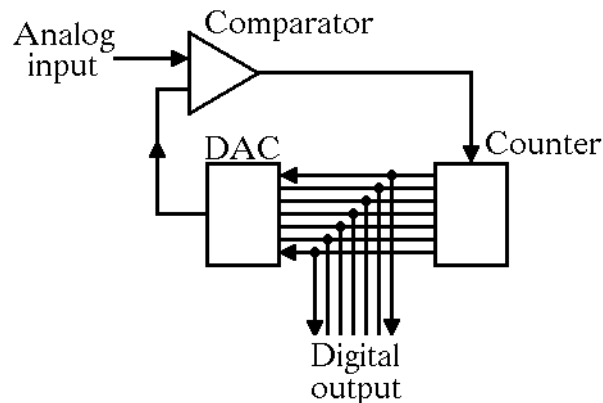 Comparator
Analog
input
DAC
Counter
Digital
output